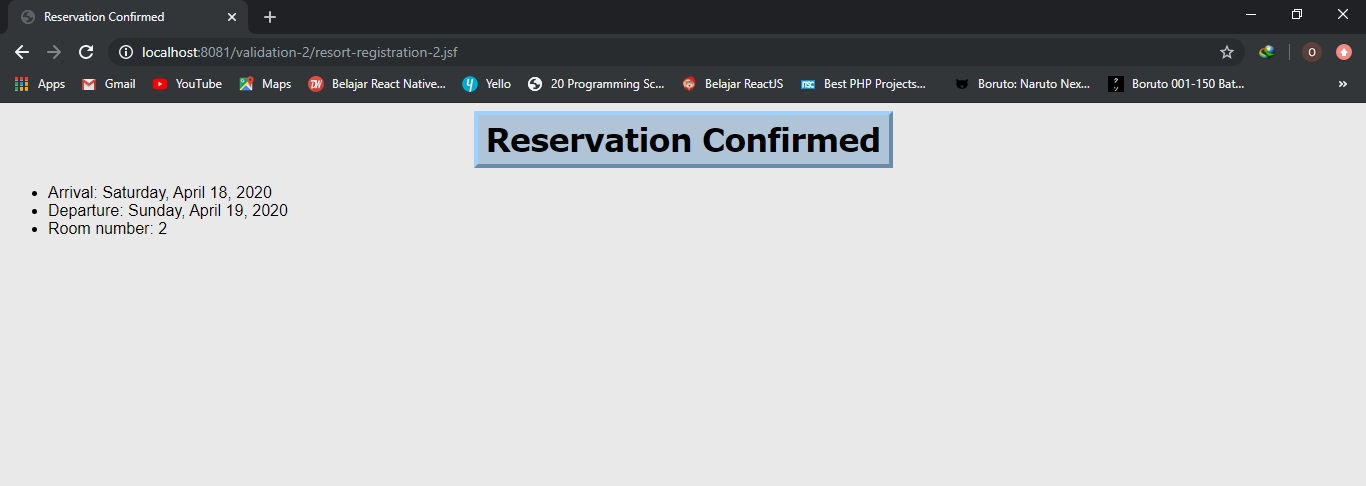 Reservation Confirmed
localhost:8081/validation-2/resort-registration-2.jsf
O
Apps Gmail YouTube Maps Belajar React Native... Yello 20 Programming Sc... Belajar ReactJS Best PHP Projects... Boruto: Naruto Nex... Boruto 001-150 Bat... »
Reservation Confirmed
• Arrival: Saturday, April 18, 2020
• Departure: Sunday, April 19, 2020
• Room number: 2